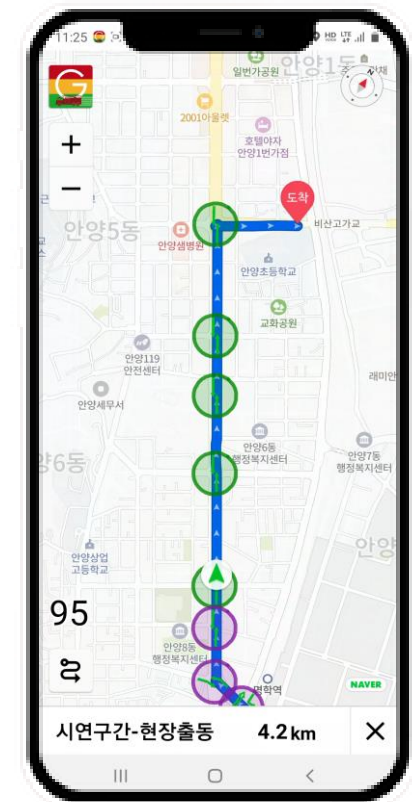 11:25
HD LTE
일번가공원
안양1동
2001아울렛
호텔야자
안양1번가점
+
−
도착
비산고가교
안양5동
안양샘병원
안양초등학교
교화공원
안양119
안전센터
래미안
안양세무서
안양6동
행정복지센터
안양7동
행정복지센터
6동
안양
안양상업
고등학교
95
안양8동
행정복지센터
명학역
NAVER
시연구간-현장출동 4.2km